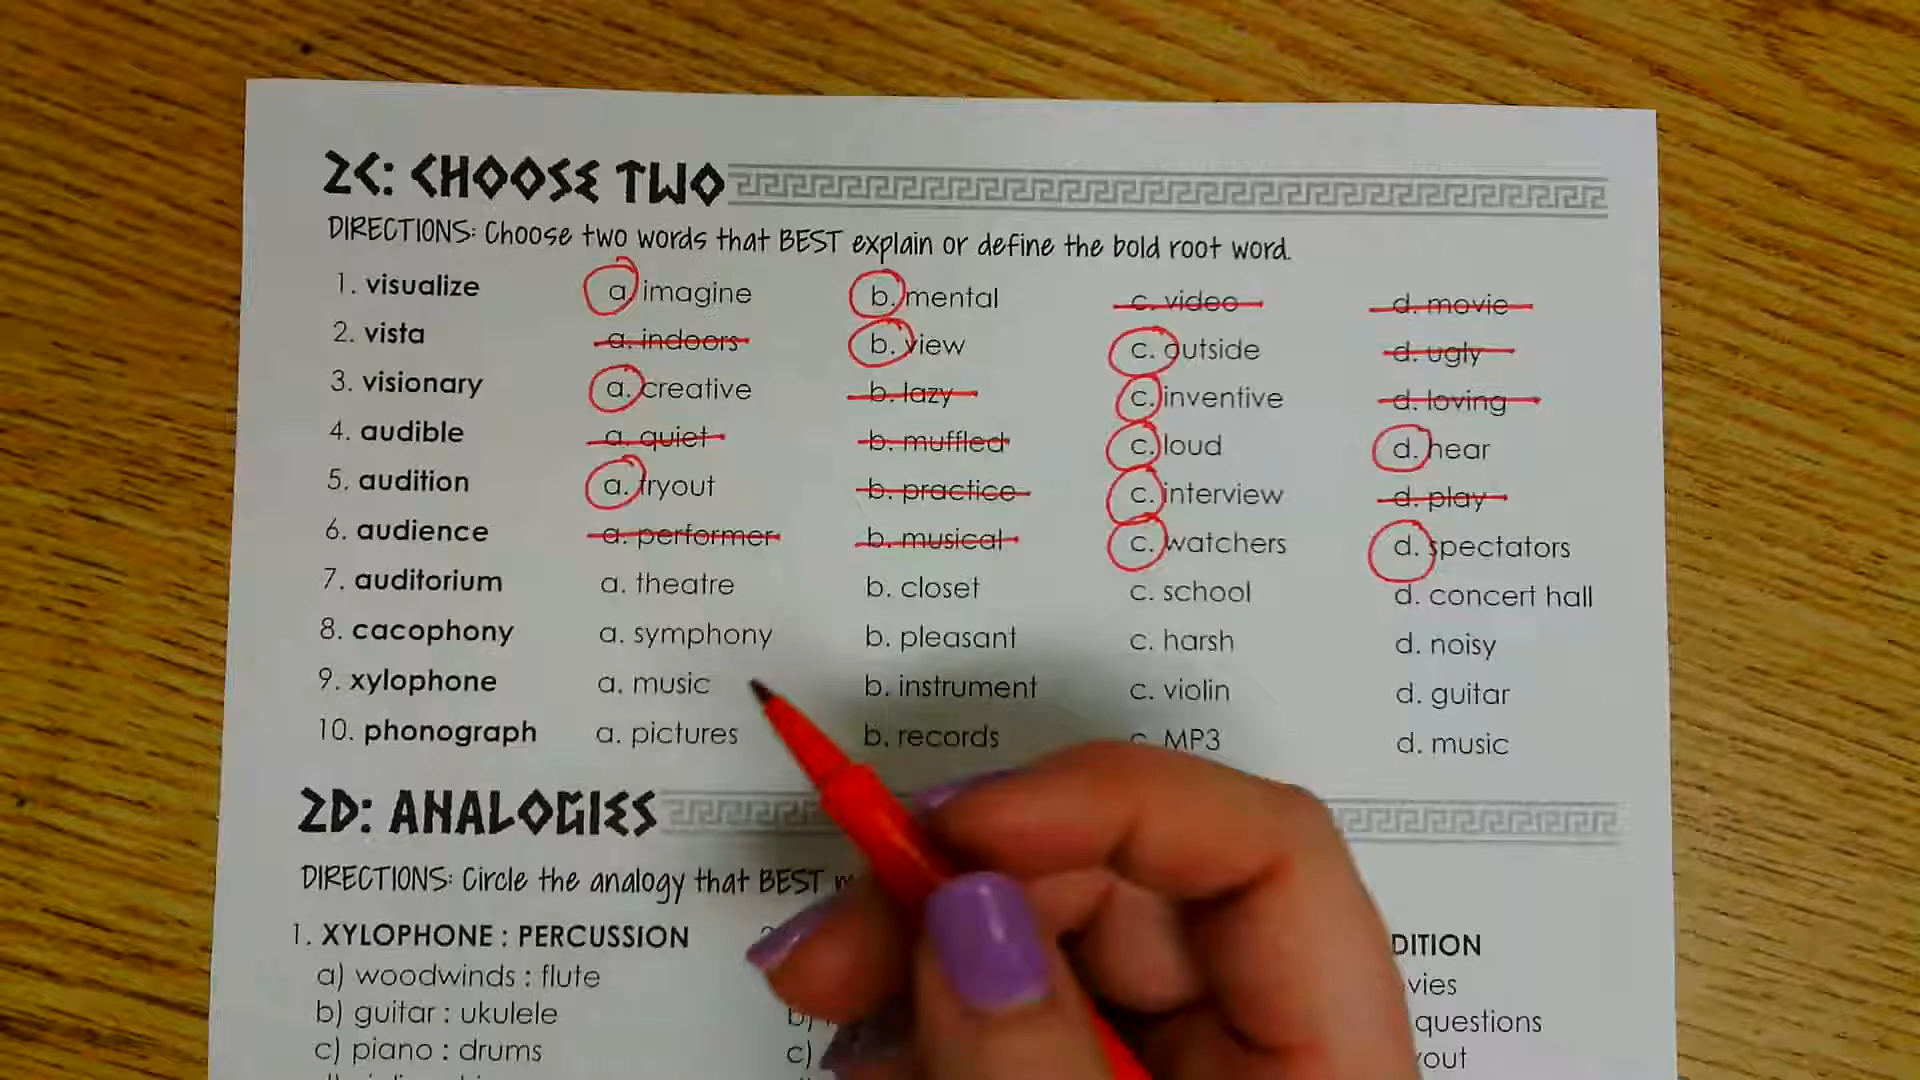 2C: CHOOSE TWO
DIRECTIONS: Choose two words that BEST explain or define the bold root word.
1. visualize a. imagine b. mental c. video d. movie
2. vista a. indoors b. view c. outside d. ugly
3. visionary a. creative b. lazy c. inventive d. loving
4. audible a. quiet b. muffled c. loud d. hear
5. audition a. tryout b. practice c. interview d. play
6. audience a. performer b. musical c. watchers d. spectators
7. auditorium a. theatre b. closet c. school d. concert hall
8. cacophony a. symphony b. pleasant c. harsh d. noisy
9. xylophone a. music b. instrument c. violin d. guitar
10. phonograph a. pictures b. records c. MP3 d. music
2D: ANALOGIES
DIRECTIONS: Circle the analogy that BEST
1. XYLOPHONE : PERCUSSION DITION
a) woodwinds : flute vies
b) guitar : ukulele b) questions
c) piano : drums c) yout